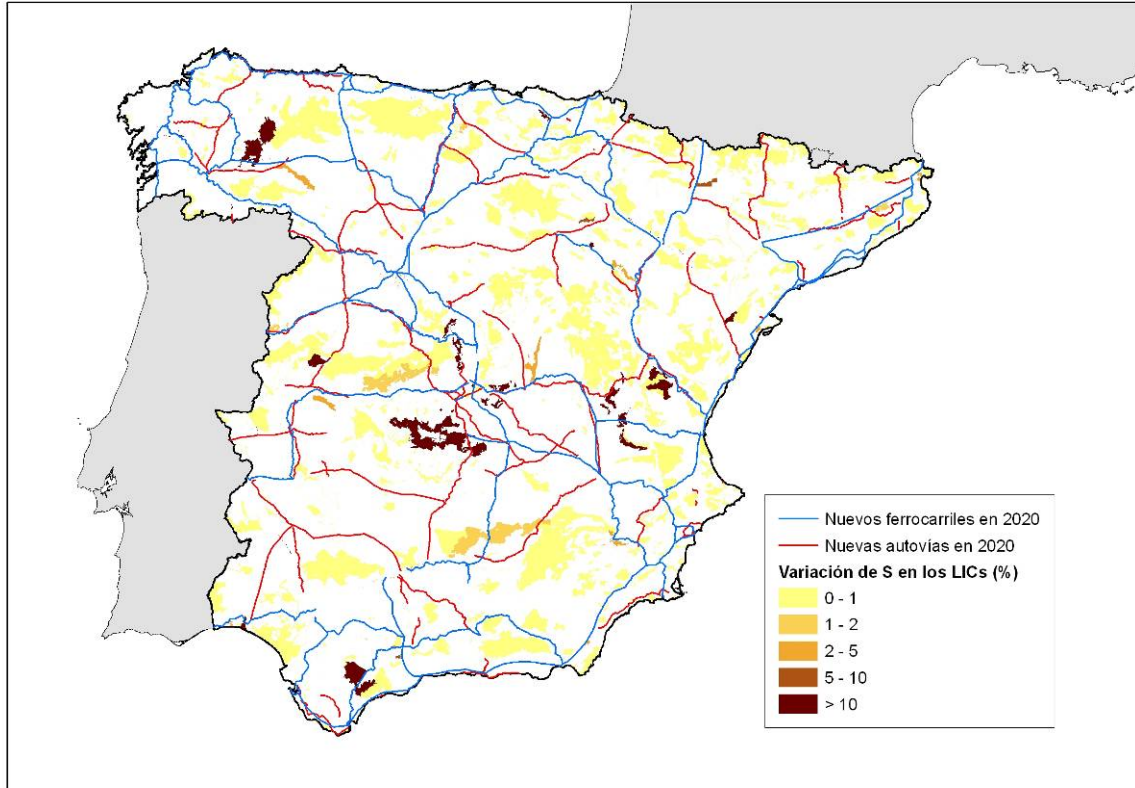 Nuevos ferrocarriles en 2020
Nuevas autovías en 2020
Variación de S en los LICs (%)
0 - 1
1 - 2
2 - 5
5 - 10
> 10